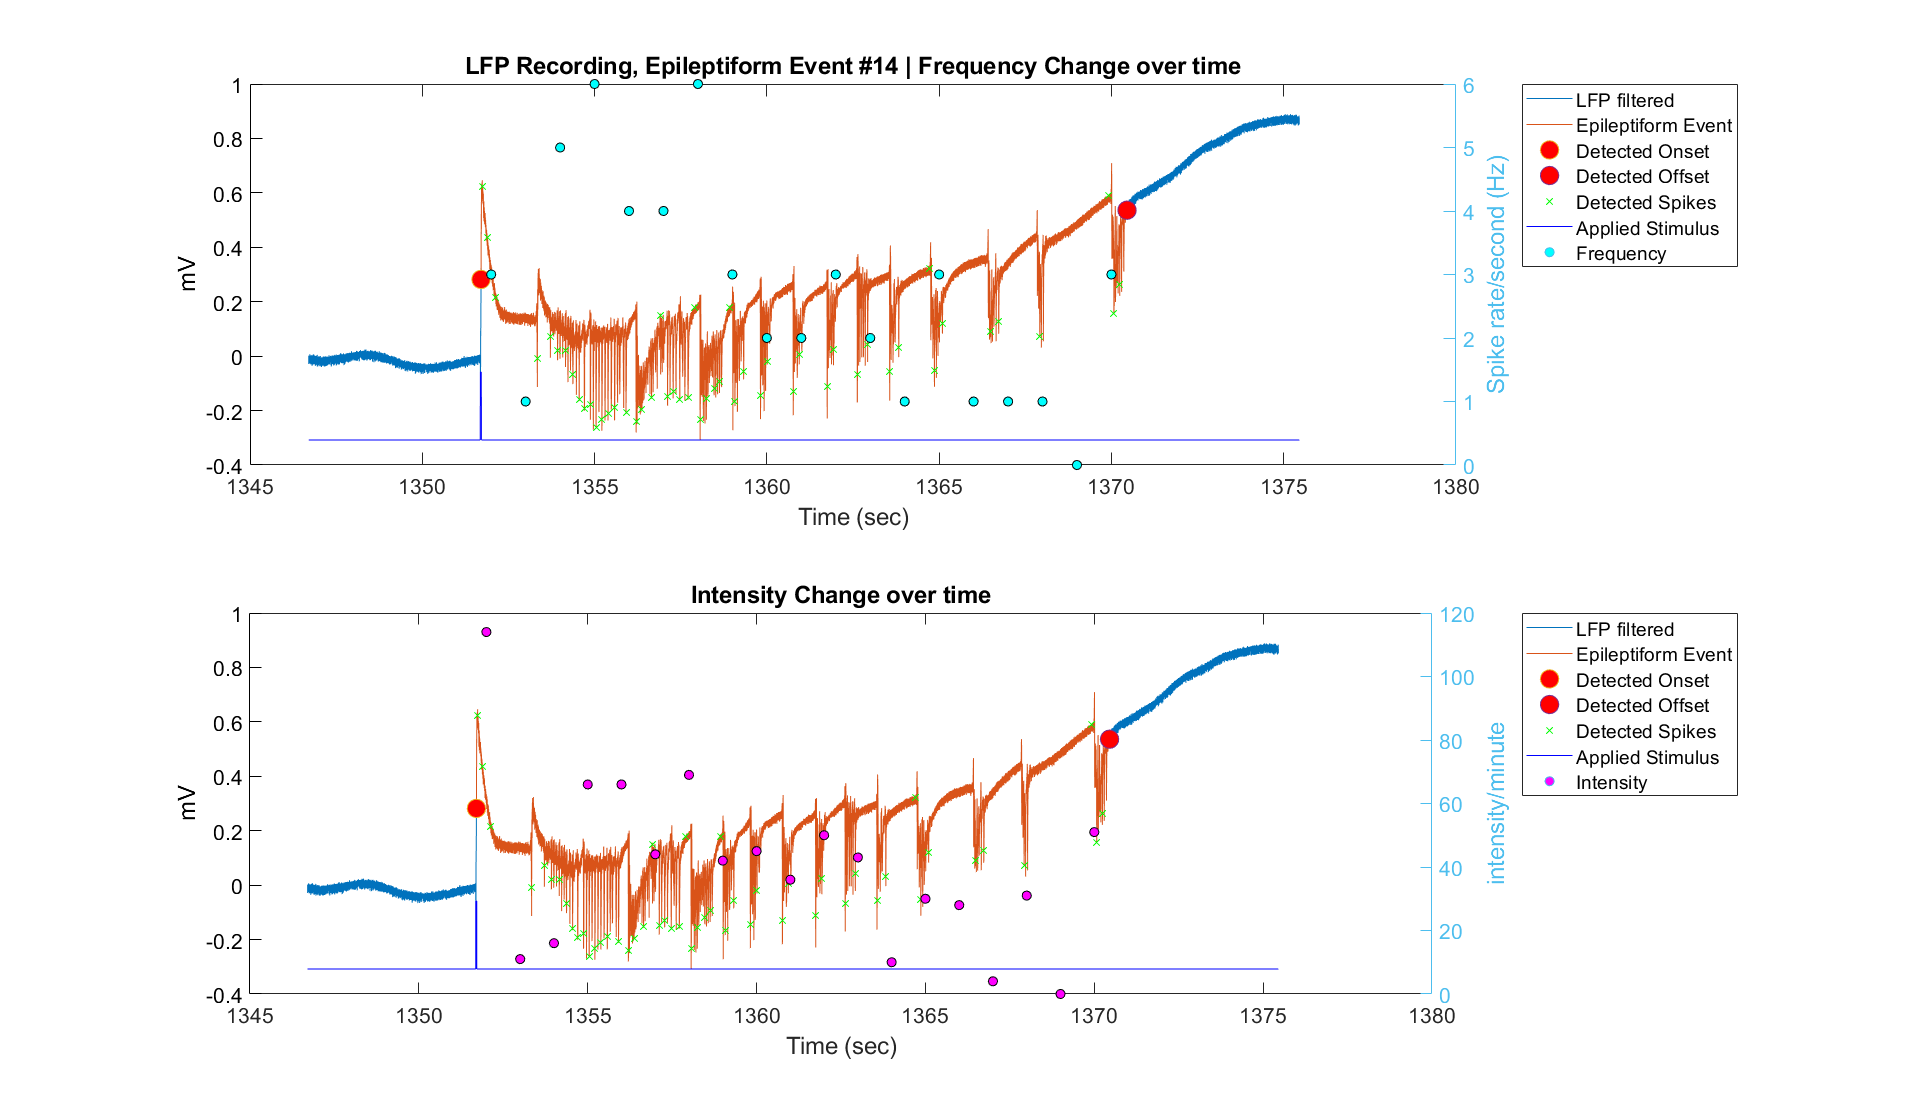 LFP Recording, Epileptiform Event #14 | Frequency Change over time
1
0.8
0.6
0.4
0.2
0
-0.2
-0.4
mV
1345
1350
1355
1360
1365
1370
1375
1380
Time (sec)
6
5
4
3
2
1
0
Spike rate/second (Hz)
LFP filtered
Epileptiform Event
Detected Onset
Detected Offset
Detected Spikes
Applied Stimulus
Frequency
Intensity Change over time
1
0.8
0.6
0.4
0.2
0
-0.2
-0.4
mV
1345
1350
1355
1360
1365
1370
1375
1380
Time (sec)
120
100
80
60
40
20
0
intensity/minute
LFP filtered
Epileptiform Event
Detected Onset
Detected Offset
Detected Spikes
Applied Stimulus
Intensity